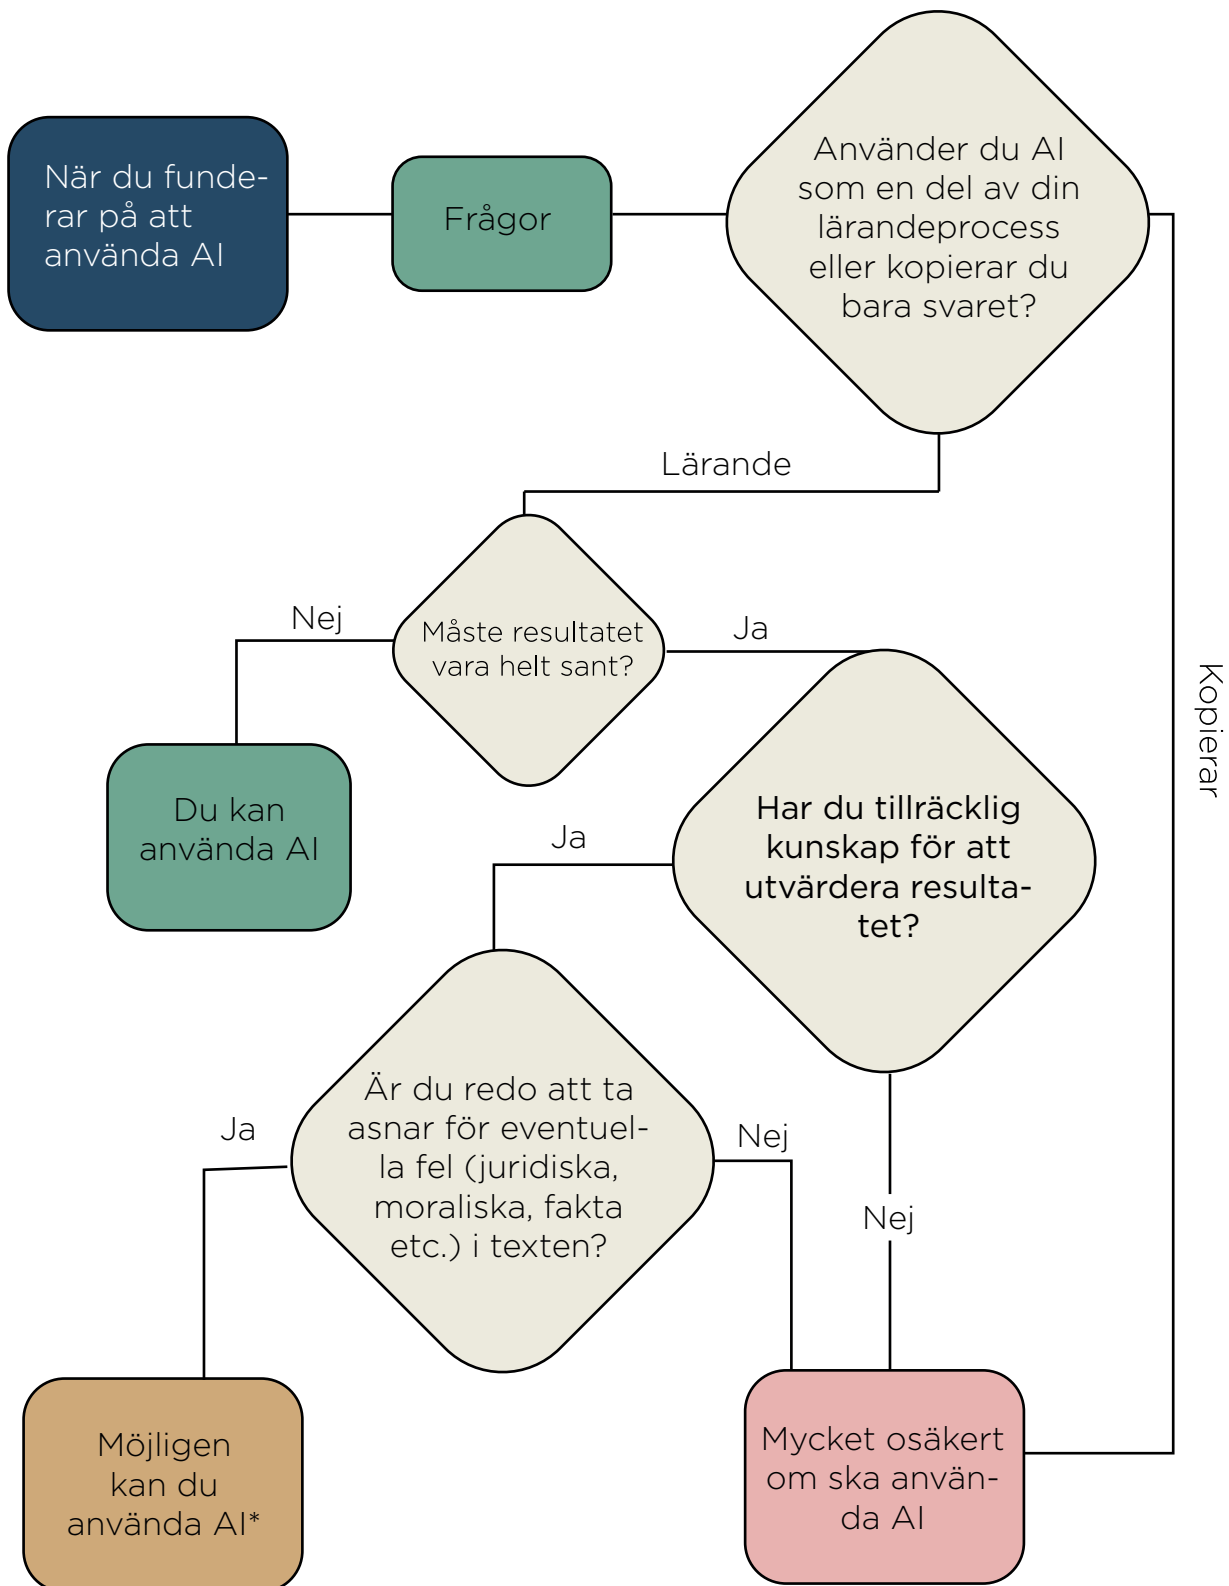 När du funde-
rar på att
använda AI
Frågor
Använder du AI
som en del av din
lärandeprocess
eller kopierar du
bara svaret?
Lärande
Kopierar
Nej
Måste resultatet
vara helt sant?
Ja
Du kan
använda AI
Har du tillräcklig
kunskap för att
utvärdera resulta-
tet?
Ja
Nej
Är du redo att ta
asnar för eventuel-
la fel (juridiska,
moraliska, fakta
etc.) i texten?
Ja
Nej
Möjligen
kan du
använda AI*
Mycket osäkert
om ska använ-
da AI